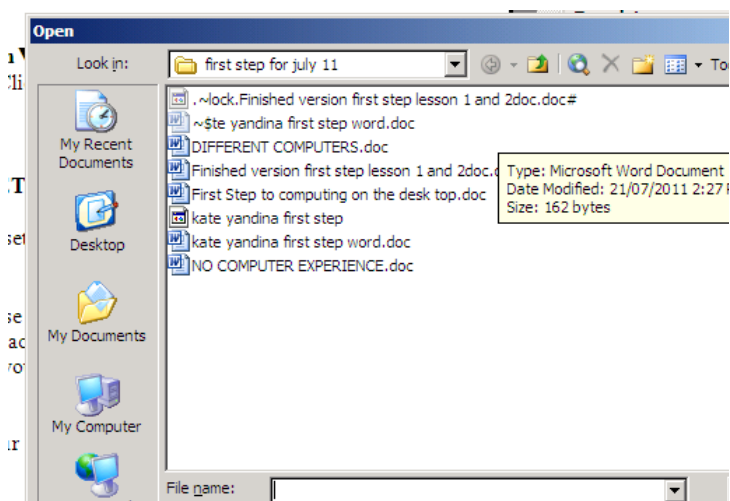 Open
Look in:
first step for july 11
My Recent
Documents
Desktop
My Documents
My Computer
.~lock.Finished version first step lesson 1 and 2doc.doc#
~$te yandina first step word.doc
DIFFERENT COMPUTERS.doc
Finished version first step lesson 1 and 2doc.
First Step to computing on the desk top.doc
kate yandina first step
kate yandina first step word.doc
NO COMPUTER EXPERIENCE.doc
Type: Microsoft Word Document
Date Modified: 21/07/2011 2:27
Size: 162 bytes
File name: